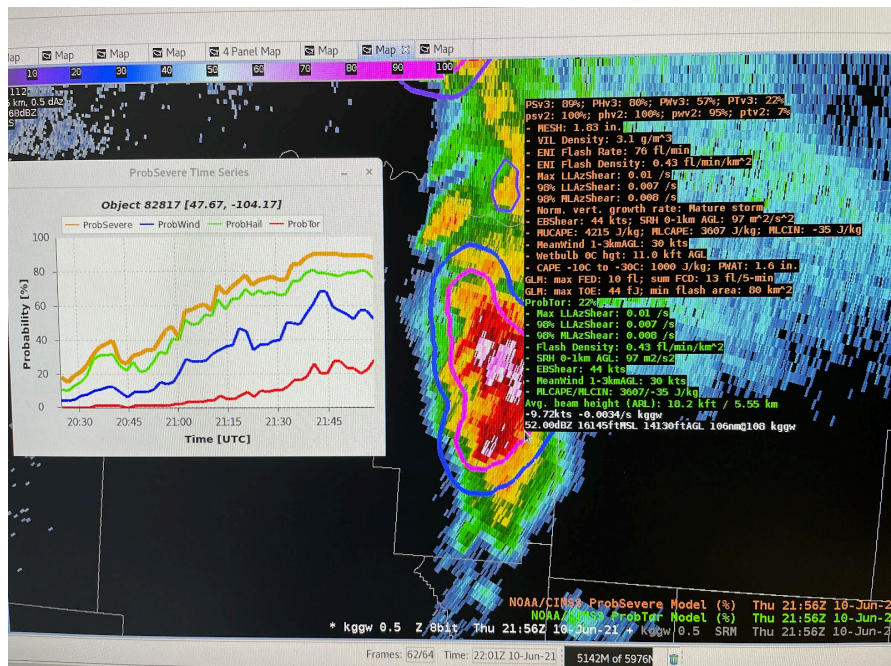 ap Map Map Map 4 Panel Map Map Map Map
10 20 30 40 50 60 70 80 90 100
112
km, 0.5 dAZ
68dBZ
ProbSevere Time Series
Object 82817 [47.67, -104.17]
ProbSevere ProbWind ProbHail ProbTor
Probability [%]
100
80
60
40
20
0
20:30 20:45 21:00 21:15 21:30 21:45
Time [UTC]
PSv3: 89%; PHv3: 80%; PWv3: 57%; PTv3: 22%
psv2: 100%; phv2: 100%; pwv2: 95%; ptv2: 7%
- MESH: 1.83 in.
- VIL Density: 3.1 g/m^3
- ENI Flash Rate: 76 fl/min
- ENI Flash Density: 0.43 fl/min/km^2
- Max LLAzShear: 0.01 /s
- 98% LLAzShear: 0.007 /s
- 98% MLAzShear: 0.008 /s
- Norm. vert. growth rate: Mature storm
- EBShear: 44 kts; SRH 0-1km AGL: 97 m^2/s^2
- MUCAPE: 4215 J/kg; MLCAPE: 3607 J/kg; MLCIN: -35 J/kg
- MeanWind 1-3kmAGL: 30 kts
- Wetbulb 0C hgt: 11.0 kft AGL
- CAPE -10C to -30C: 1000 J/kg; PWAT: 1.6 in.
GLM: max FED: 10 fl; sum FCD: 13 fl/5-min
GLM: max TOE: 44 fJ; min flash area: 80 km^2
ProbTor: 22%
- Max LLAzShear: 0.01 /s
- 98% LLAzShear: 0.007 /s
- 98% MLAzShear: 0.008 /s
- Flash Density: 0.43 fl/min/km^2
- SRH 0-1km AGL: 97 m2/s2
- EBShear: 44 kts
- MeanWind 1-3kmAGL: 30 kts
- MLCAPE/MLCIN: 3607/-35 J/kg
Avg. beam height (ARL): 18.2 kft / 5.55 km
-9.72kts -0.0034/s kggw
52.00dBZ 16145ftMSL 14130ftAGL 106nm@108 kggw
NOAA/CIMSS ProbSevere Model (%) Thu 21:56Z 10-Jun-2
NOAA/CIMSS ProbTor Model (%) Thu 21:56Z 10-Jun-2
* kggw 0.5 Z 8bit Thu 21:56Z 10-Jun-21 + kggw 0.5 SRM Thu 21:56Z 10-Jun-2
Frames: 62/64 Time: 22:01Z 10-Jun-21 5142M of 5976M